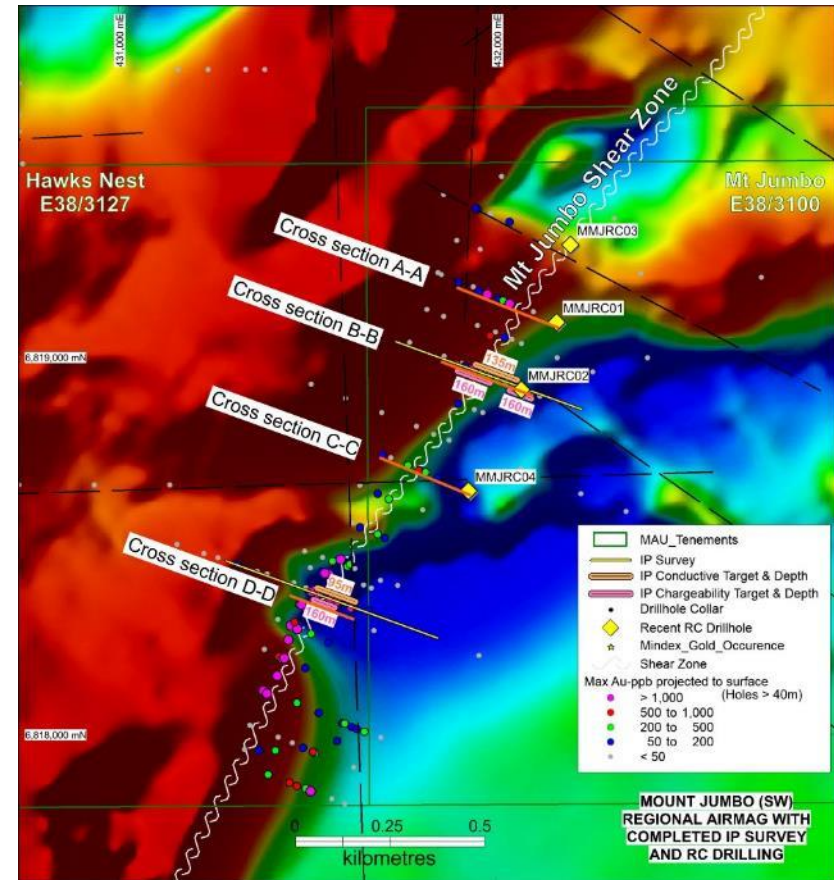 431,000 mE
432,000 mE
Hawks Nest
E38/3127
Mt Jumbo
E38/3100
Mt Jumbo Shear Zone
MMJRC03
Cross section A-A
MMJRC01
Cross section B-B
6,819,000 mN
135m
MMJRC02
160m
160m
Cross section C-C
MMJRC04
Cross section D-D
95m
160m
6,818,000 mN
MAU_Tenements
IP Survey
IP Conductive Target & Depth
IP Chargeability Target & Depth
Drillhole Collar
Recent RC Drillhole
Mindex_Gold_Occurence
Shear Zone
Max Au-ppb projected to surface
> 1,000 (Holes > 40m)
500 to 1,000
200 to 500
50 to 200
< 50
MOUNT JUMBO (SW)
REGIONAL AIRMAG WITH
COMPLETED IP SURVEY
AND RC DRILLING
0 0.25 0.5
kilometres